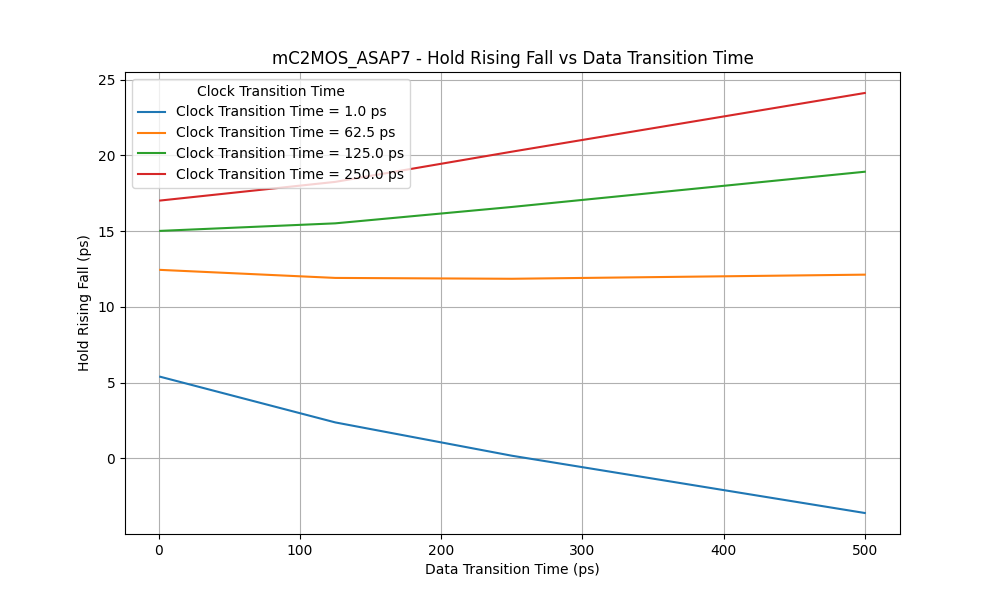 mC2MOS_ASAP7 - Hold Rising Fall vs Data Transition Time
Clock Transition Time
Clock Transition Time = 1.0 ps
Clock Transition Time = 62.5 ps
Clock Transition Time = 125.0 ps
Clock Transition Time = 250.0 ps
Hold Rising Fall (ps)
25
20
15
10
5
0
0 100 200 300 400 500
Data Transition Time (ps)